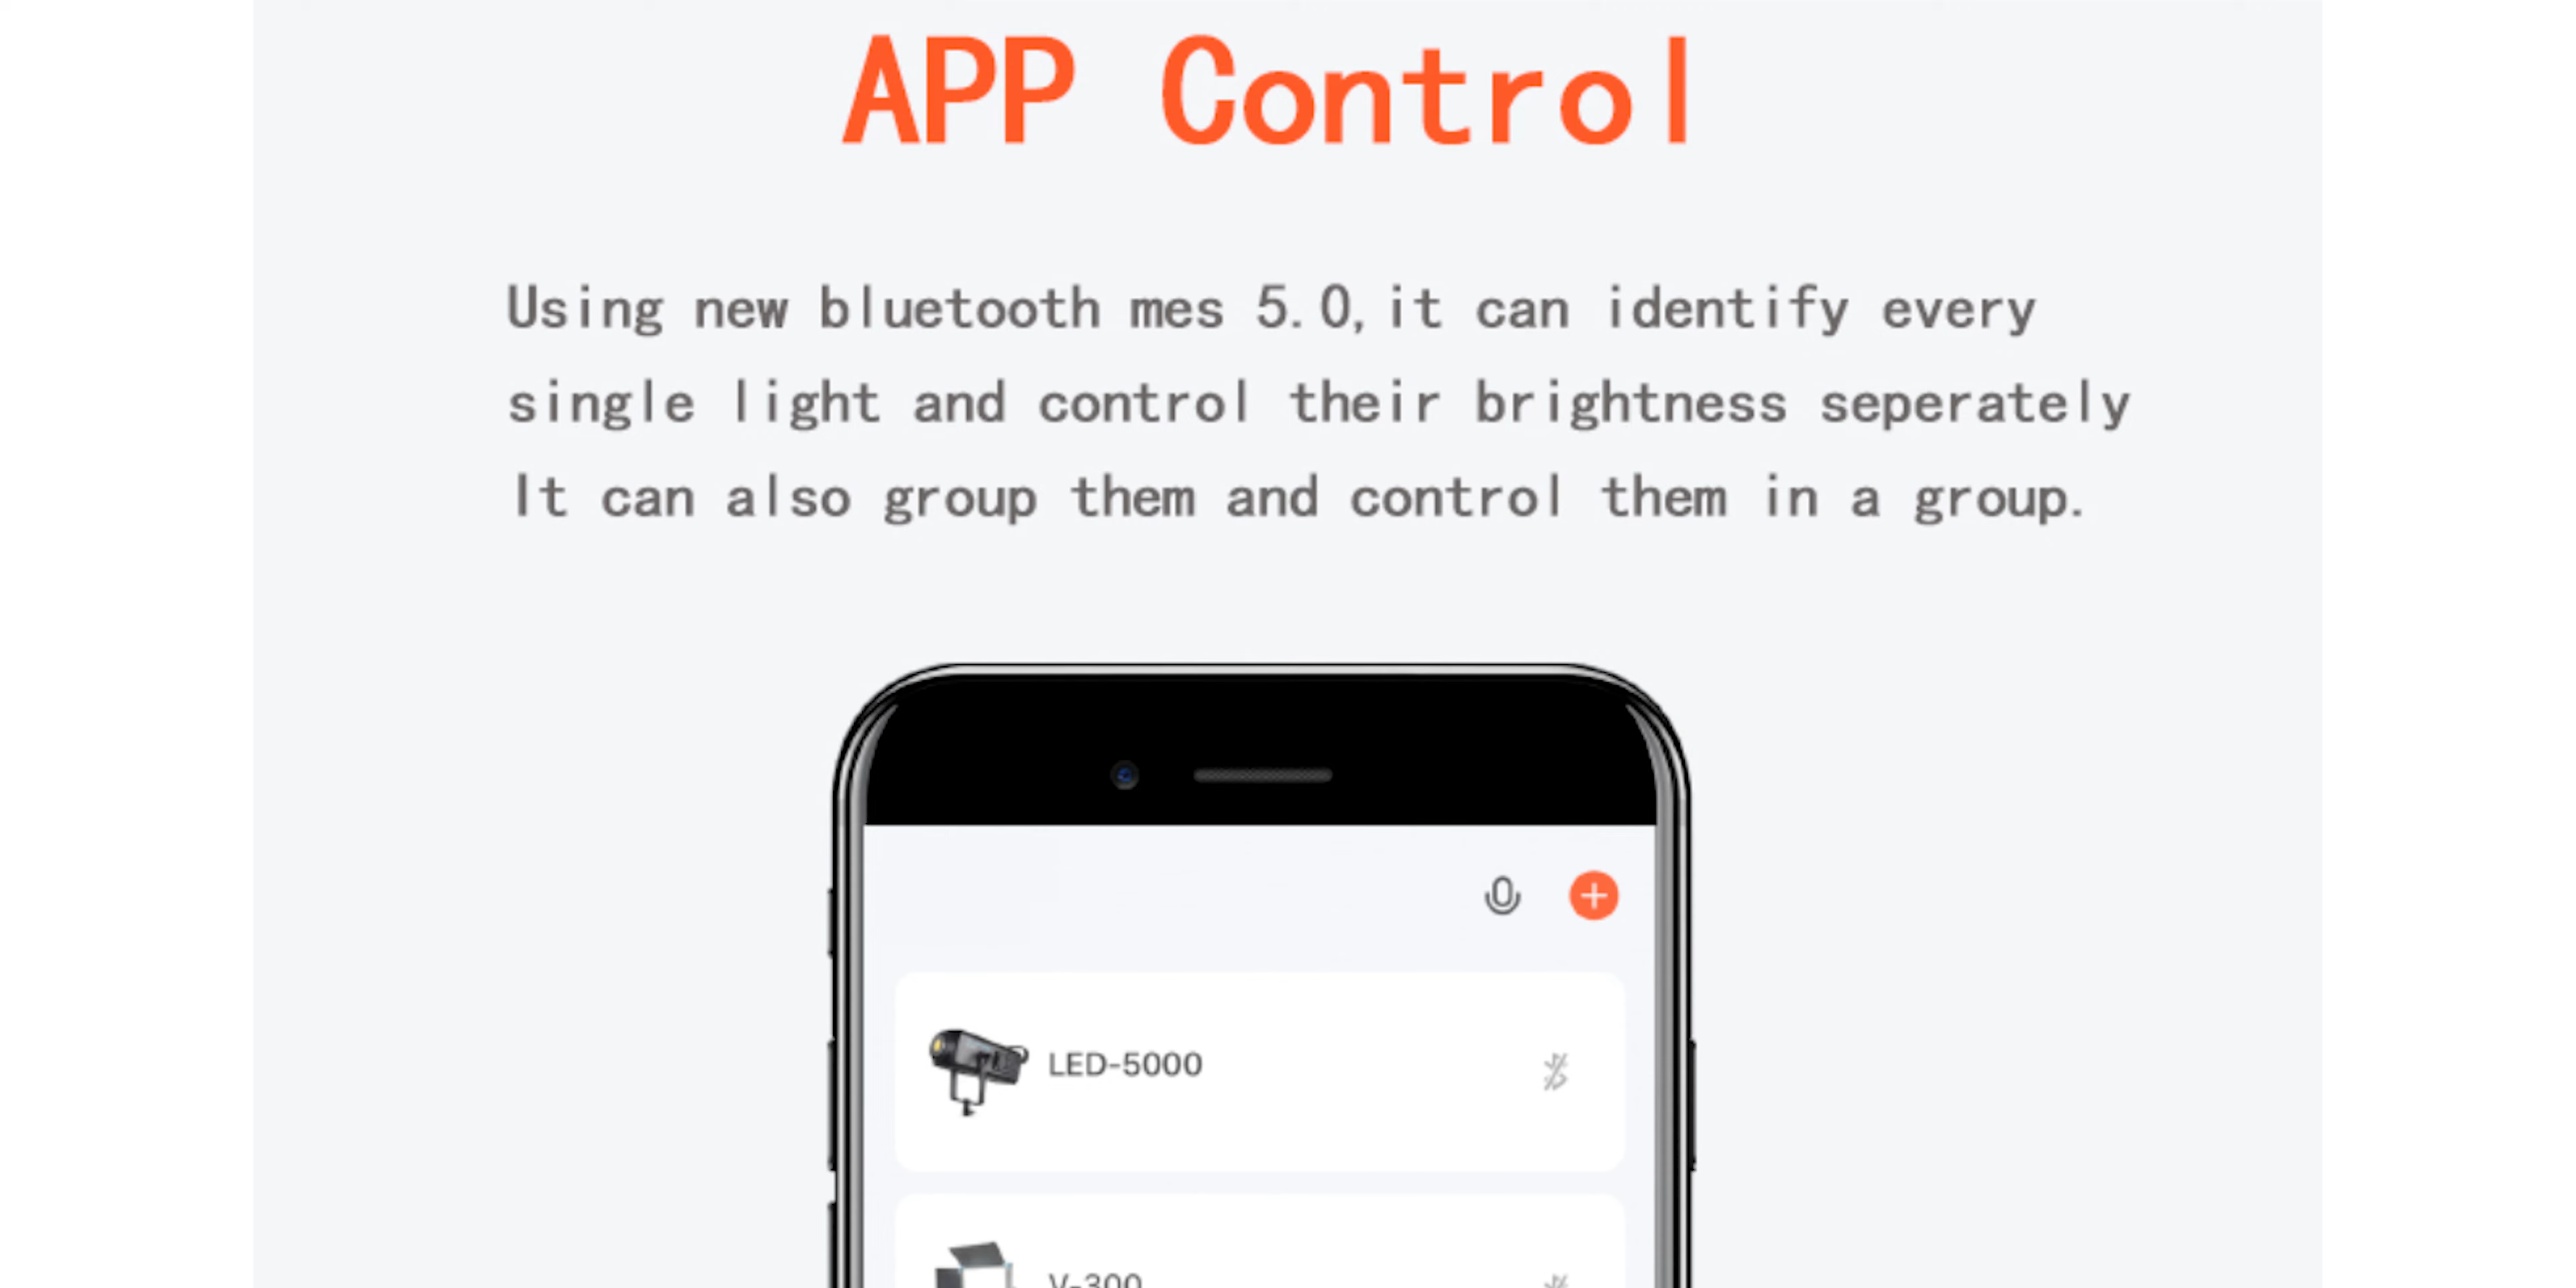 APP Control
Using new bluetooth mes 5.0,it can identify every
single light and control their brightness seperately
It can also group them and control them in a group.
LED-5000
V-300